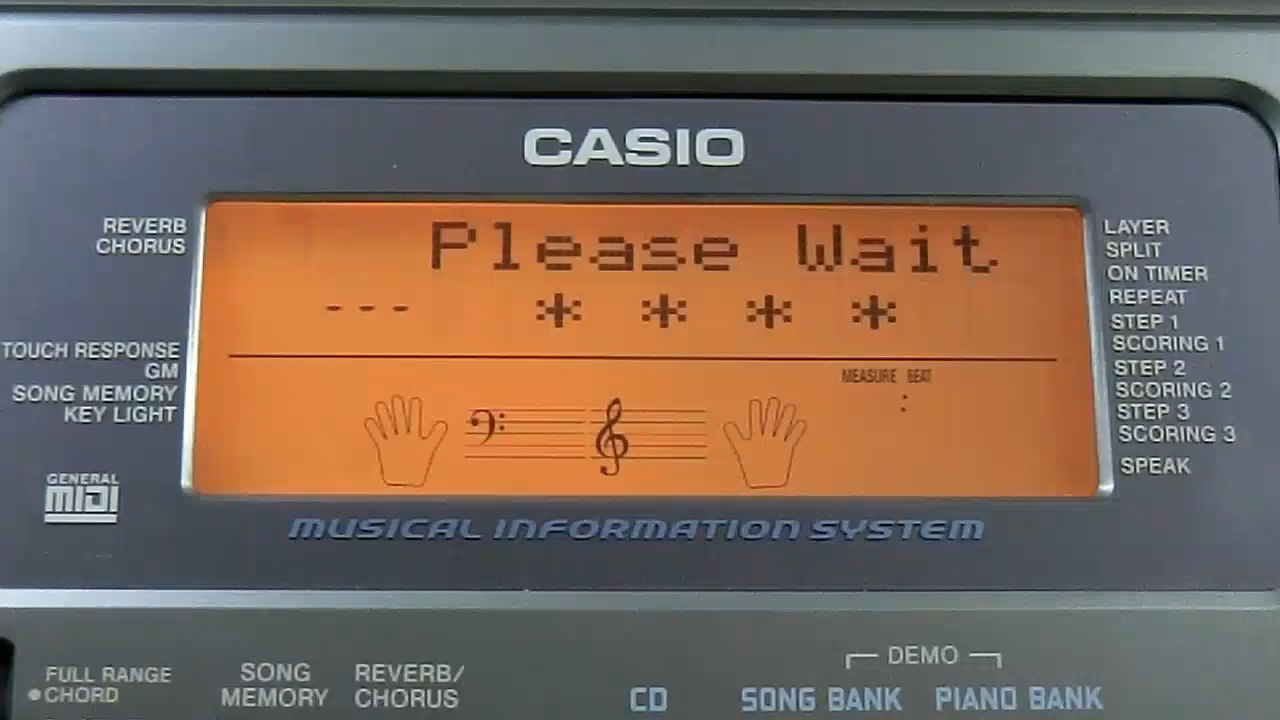 CASIO
REVERB
CHORUS
Please Wait
--- * * * *
TOUCH RESPONSE
GM
SONG MEMORY
KEY LIGHT
MEASURE BEAT
:
LAYER
SPLIT
ON TIMER
REPEAT
STEP 1
SCORING 1
STEP 2
SCORING 2
STEP 3
SCORING 3
SPEAK
GENERAL
MIDI
MUSICAL INFORMATION SYSTEM
FULL RANGE
CHORD
SONG
MEMORY
REVERB/
CHORUS
CD
DEMO
SONG BANK
PIANO BANK